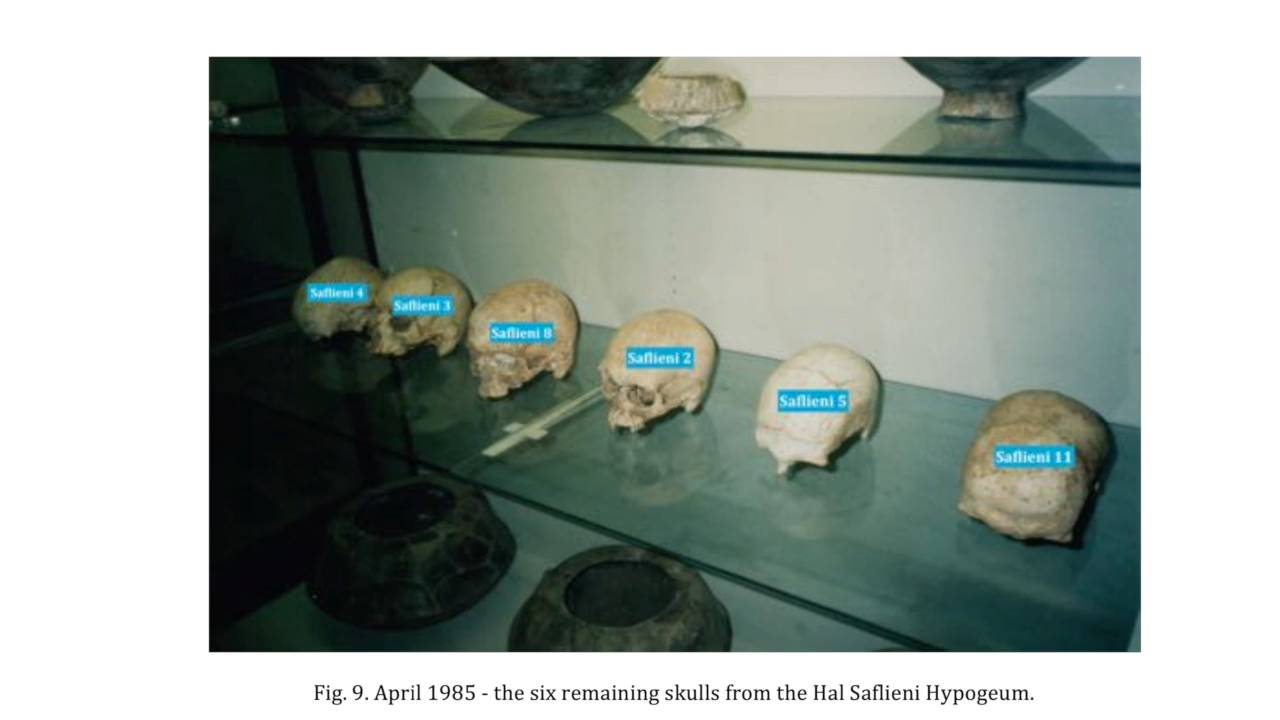 Saflieni 4
Saflieni 3
Saflieni 8
Saflieni 2
Saflieni 5
Saflieni 11
Fig. 9. April 1985 - the six remaining skulls from the Hal Saflieni Hypogeum.